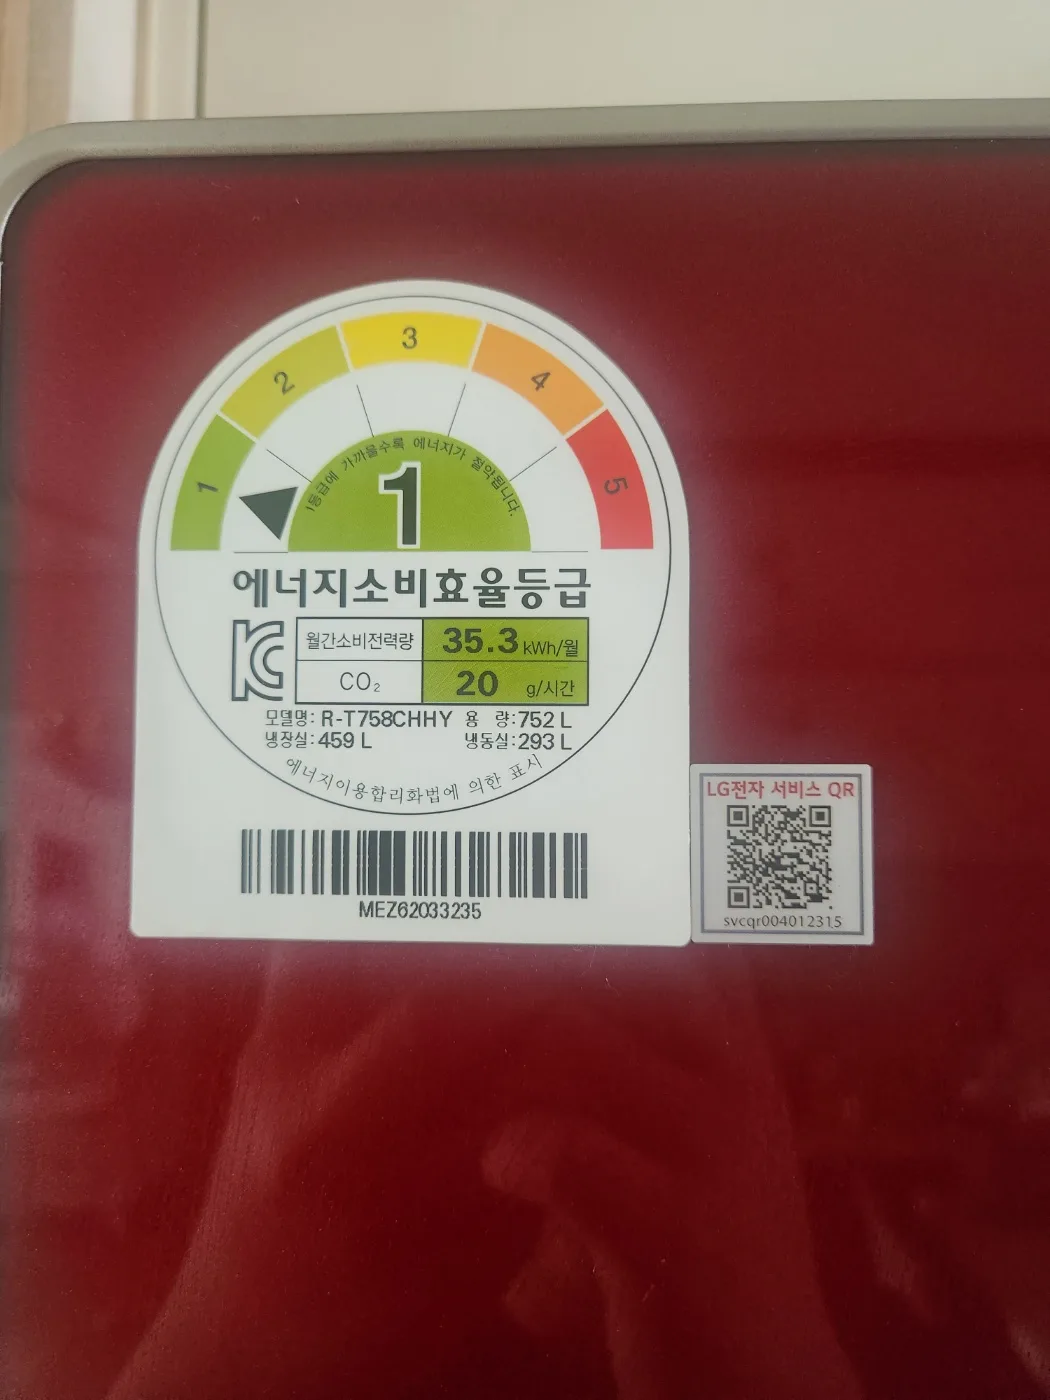 3
2
4
1
5
1등급에 가까울수록 에너지가 절약됩니다.
1
에너지소비효율등급
월간소비전력량 35.3 kWh/월
CO₂ 20 g/시간
모델명: R-T758CHHY 용 량:752 L
냉장실:459 L 냉동실:293 L
에너지이용합리화법에 의한 표시
MEZ62033235
LG전자 서비스 QR
svcqr004012315